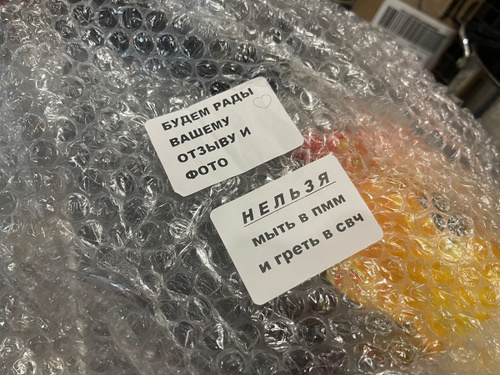 БУДЕМ РАДЫ
ВАШЕМУ
ОТЗЫВУ И
ФОТО
НЕЛЬЗЯ
мыть в пмм
и греть в свч